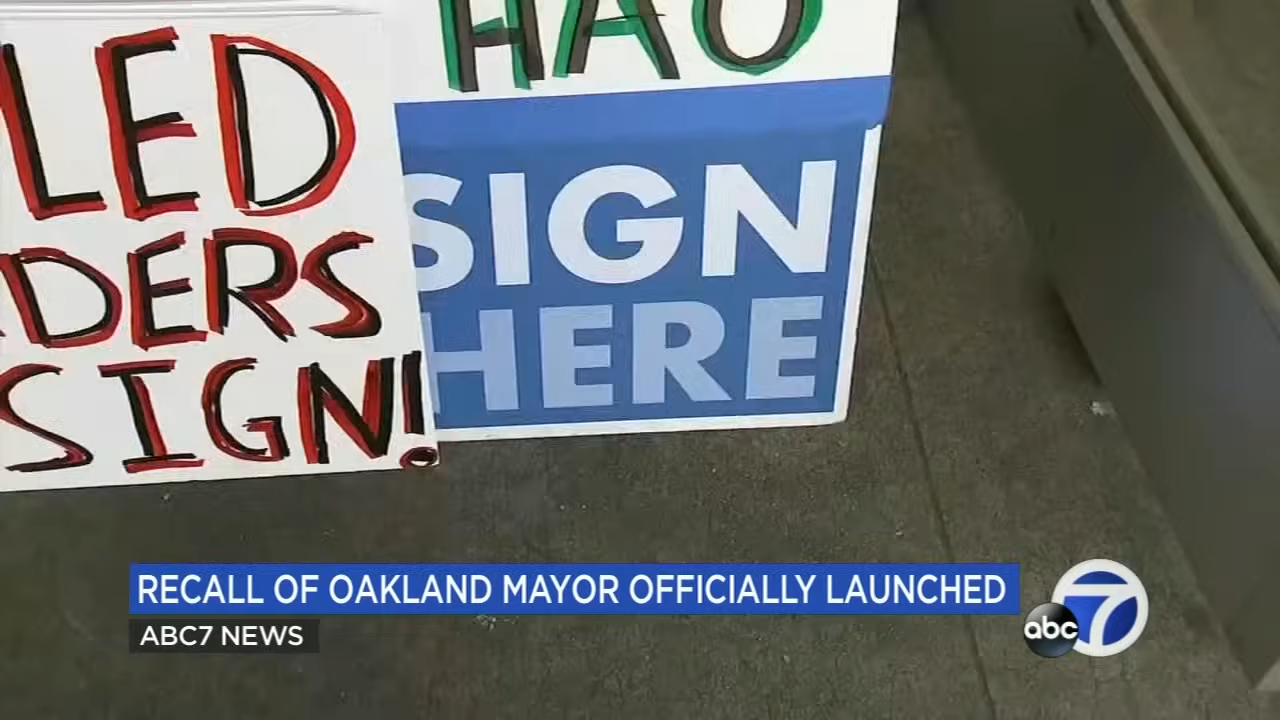 LED
DERS
SIGN!
HAO
SIGN
HERE
RECALL OF OAKLAND MAYOR OFFICIALLY LAUNCHED
ABC7 NEWS
abc 7